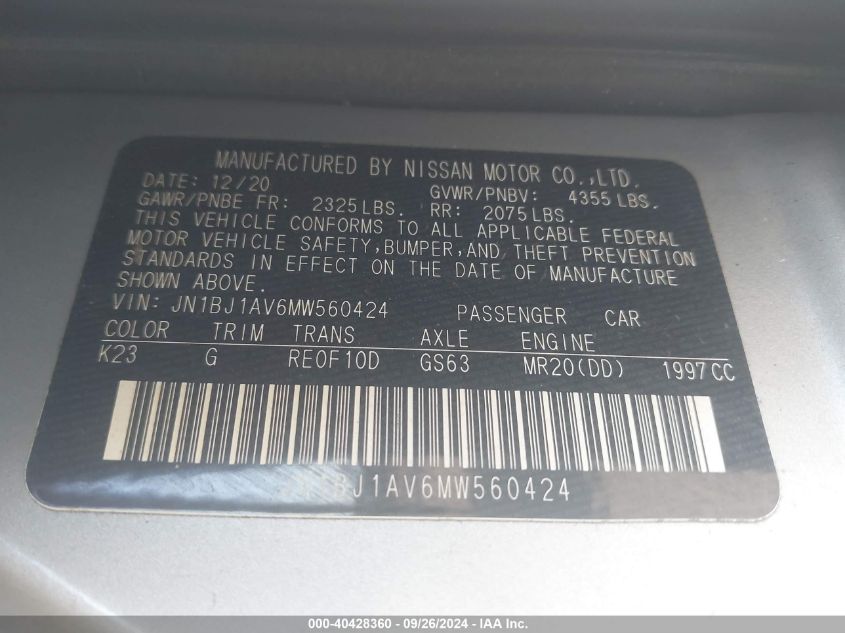 MANUFACTURED BY NISSAN MOTOR CO.,LTD.
DATE: 12/20 GVWR/PNBV: 4355 LBS.
GAWR/PNBE FR: 2325 LBS. RR: 2075 LBS.
THIS VEHICLE CONFORMS TO ALL APPLICABLE FEDERAL
MOTOR VEHICLE SAFETY, BUMPER, AND THEFT PREVENTION
STANDARDS IN EFFECT ON THE DATE OF MANUFACTURE
SHOWN ABOVE.
VIN: JN1BJ1AV6MW560424 PASSENGER CAR
COLOR TRIM TRANS AXLE ENGINE
K23 G RE0F10D GS63 MR20(DD) 1997 CC
JN1BJ1AV6MW560424
000-40428360 - 09/26/2024 - IAA Inc.